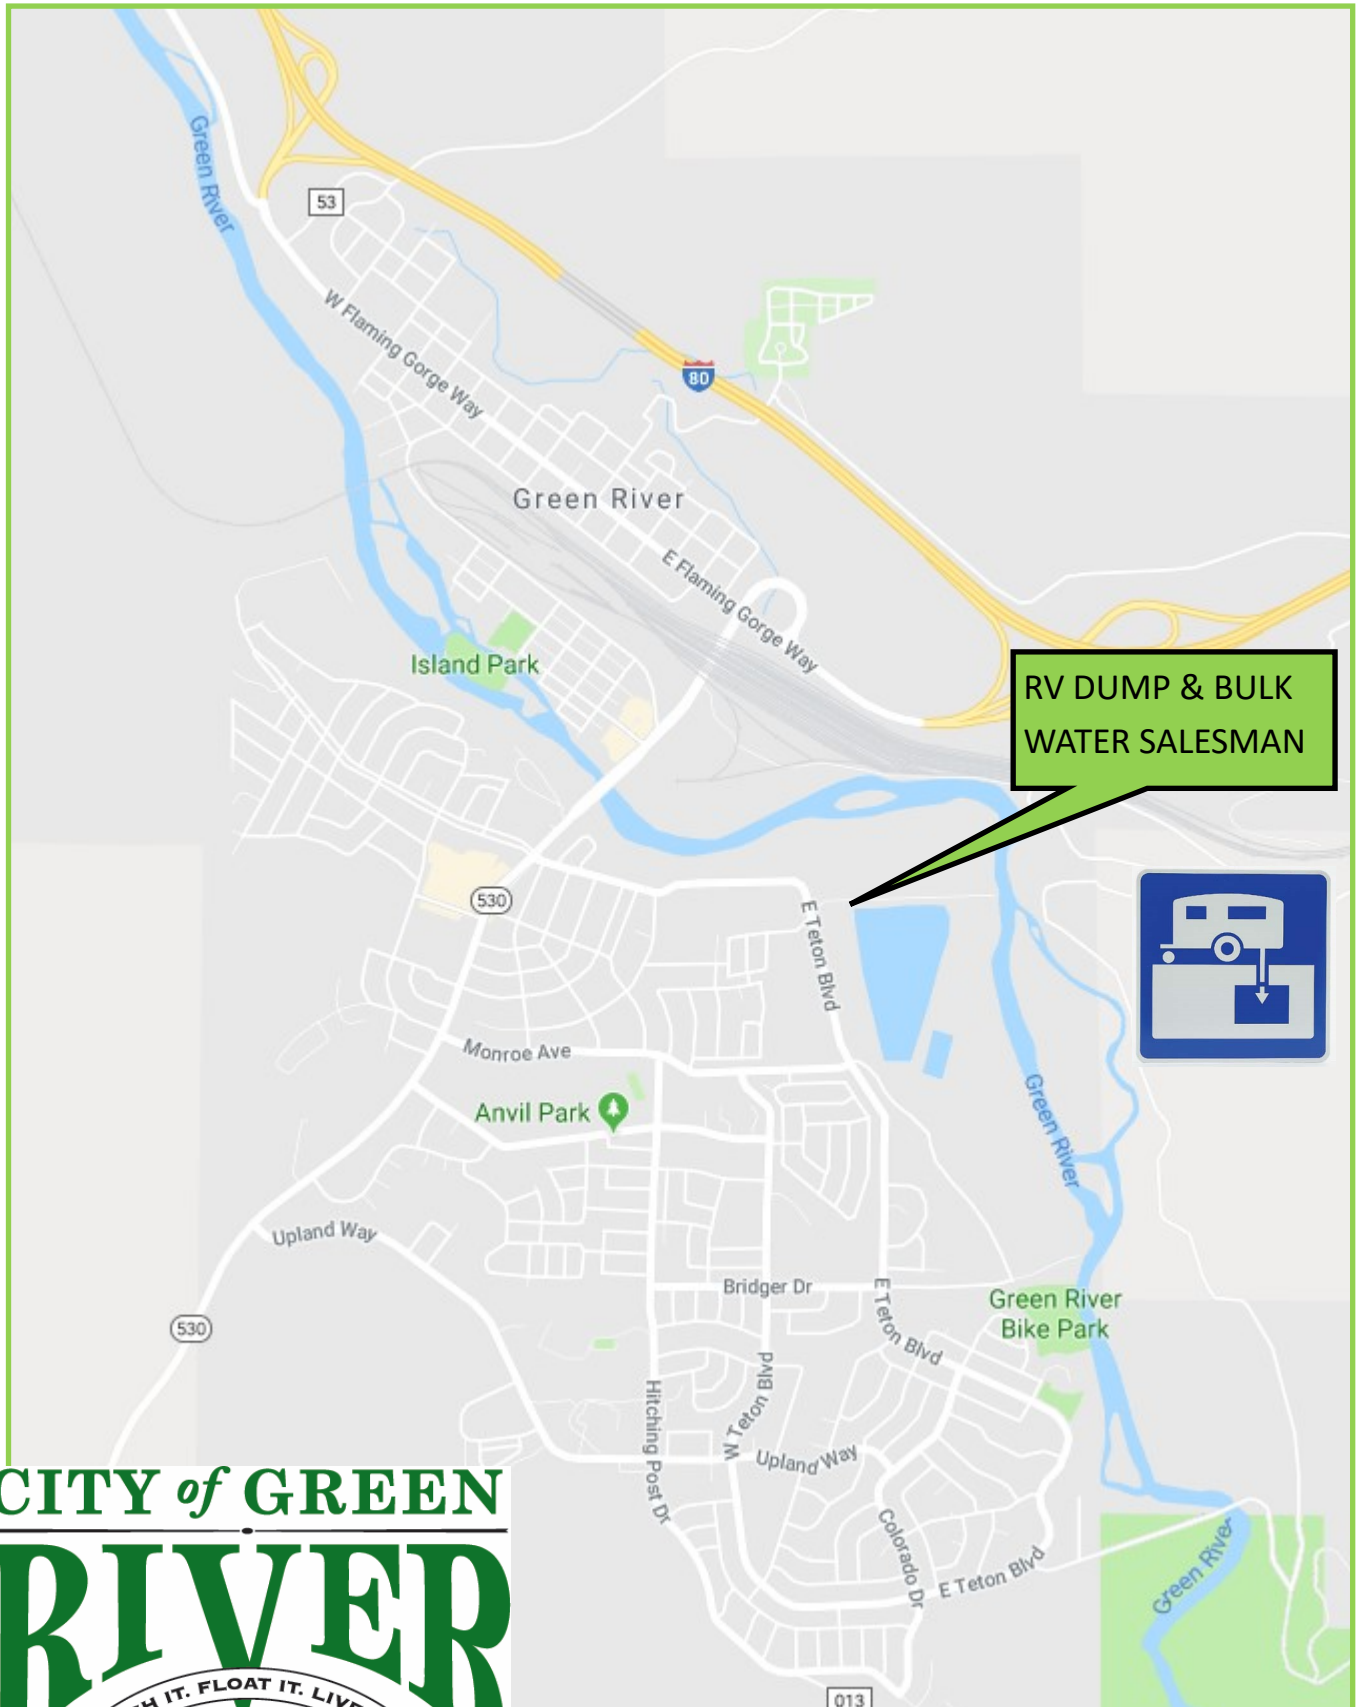 Green River
53
W Flaming Gorge Way
80
Green River
E Flaming Gorge Way
Island Park
RV DUMP & BULK
WATER SALESMAN
530
E Teton Blvd
Monroe Ave
Anvil Park
Green River
Upland Way
Bridger Dr
530
E Teton Blvd
Green River
Bike Park
Hitching Post Dr
W Teton Blvd
Upland Way
CITY of GREEN
RIVER
IT. FLOAT IT.
Colorado Dr
E Teton Blvd
Green River
013